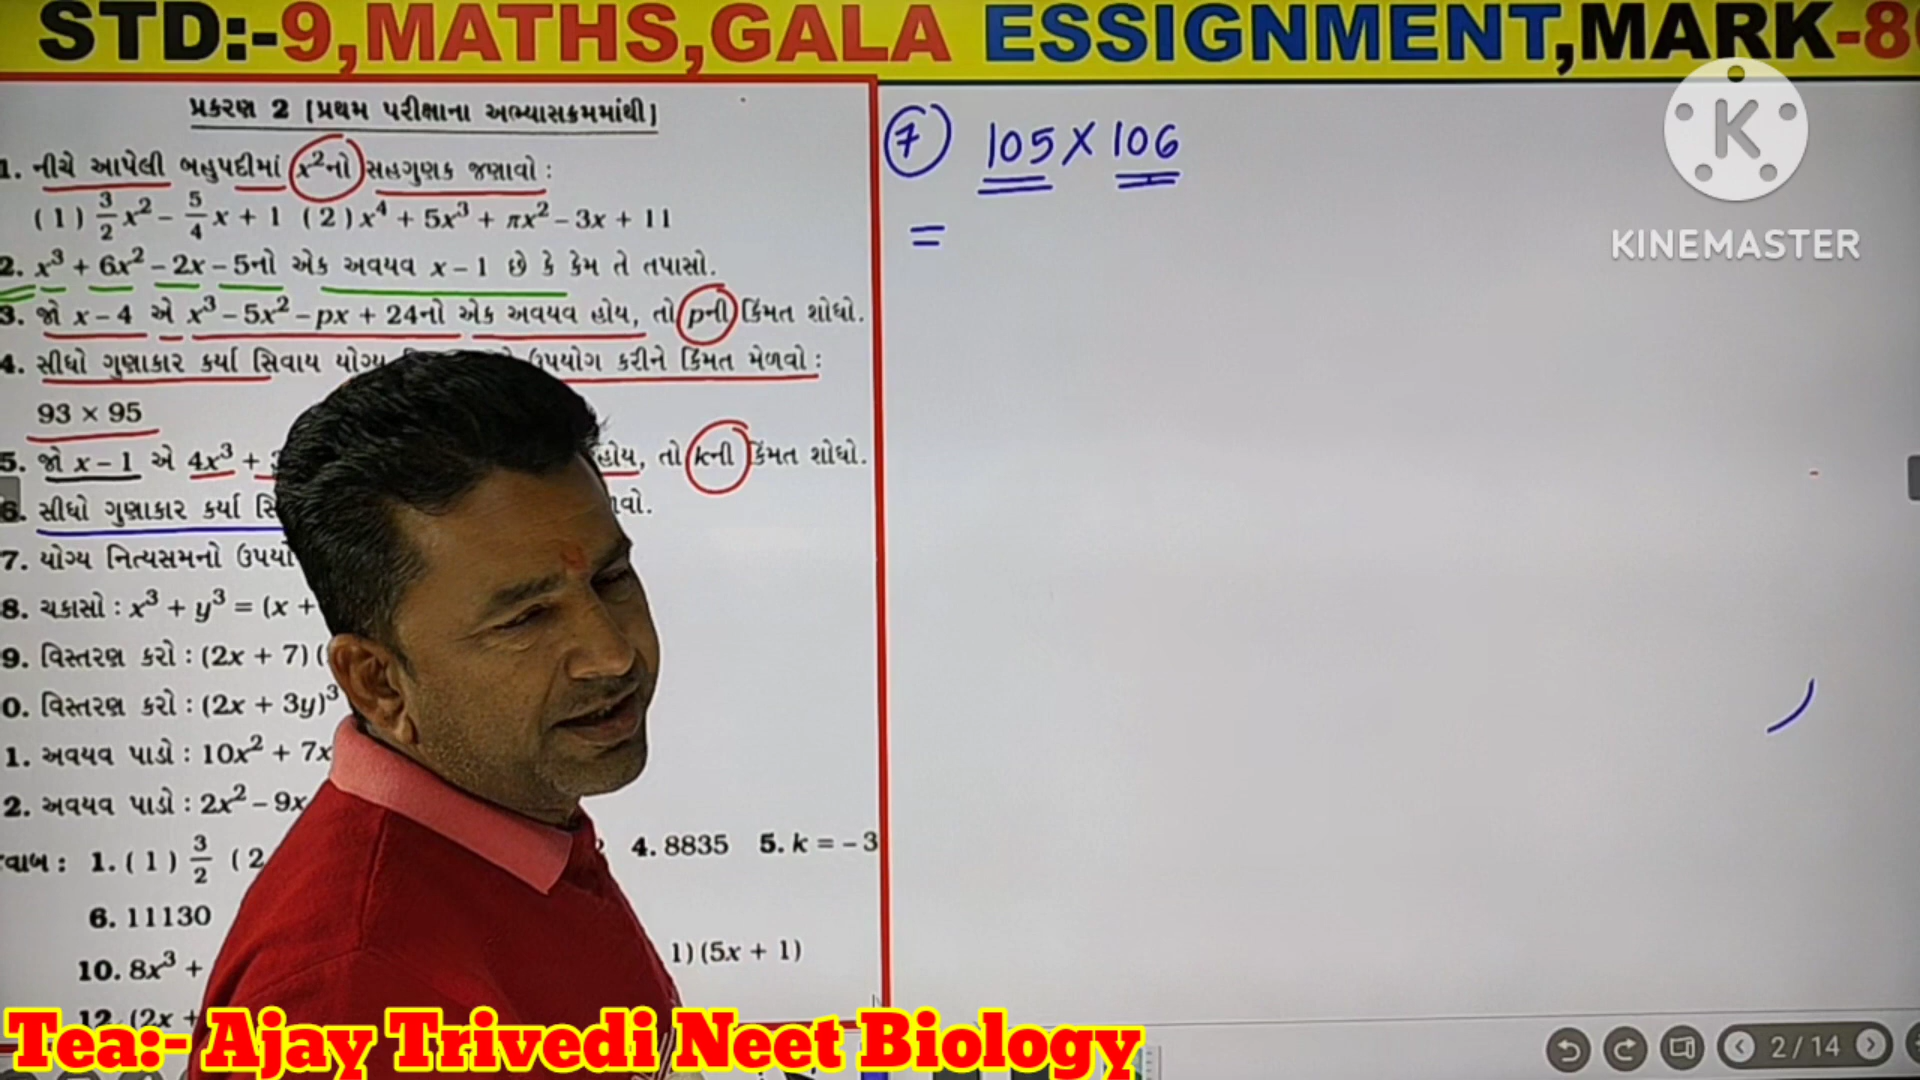 STD:-9,MATHS,GALA ESSIGNMENT,MARK-8
પ્રકરણ 2 [પ્રથમ પરીક્ષાના અભ્યાસક્રમમાંથી]
1. નીચે આપેલી બહુપદીમાં x²નો સહગુણક જણાવો :
(1) 3/2 x² − 5/4 x + 1 (2) x⁴ + 5x³ + πx² − 3x + 11
2. x³ + 6x² − 2x − 5નો એક અવયવ x − 1 છે કે કેમ તે તપાસો.
3. જો x − 4 એ x³ − 5x² − px + 24નો એક અવયવ હોય, તો pની કિંમત શોધો.
4. સીધો ગુણાકાર કર્યા સિવાય યોગ્ય ઉપયોગ કરીને કિંમત મેળવો :
93 × 95
5. જો x − 1 એ 4x³ + હોય, તો kની કિંમત શોધો.
6. સીધો ગુણાકાર કર્યા
7. યોગ્ય નિત્યસમનો
8. ચકાસો : x³ + y³ = (x +
9. વિસ્તરણ કરો : (2x + 7) (
0. વિસ્તરણ કરો : (2x + 3y)³
1. અવયવ પાડો : 10x² + 7x
2. અવયવ પાડો : 2x² − 9x
1. (1) 3/2 (2 4. 8835 5. k = − 3
6. 11130
10. 8x³ + 1) (5x + 1)
12. (2x +
7 105 × 106
=
K
KINEMASTER
Tea:- Ajay Trivedi Neet Biology
2 / 14